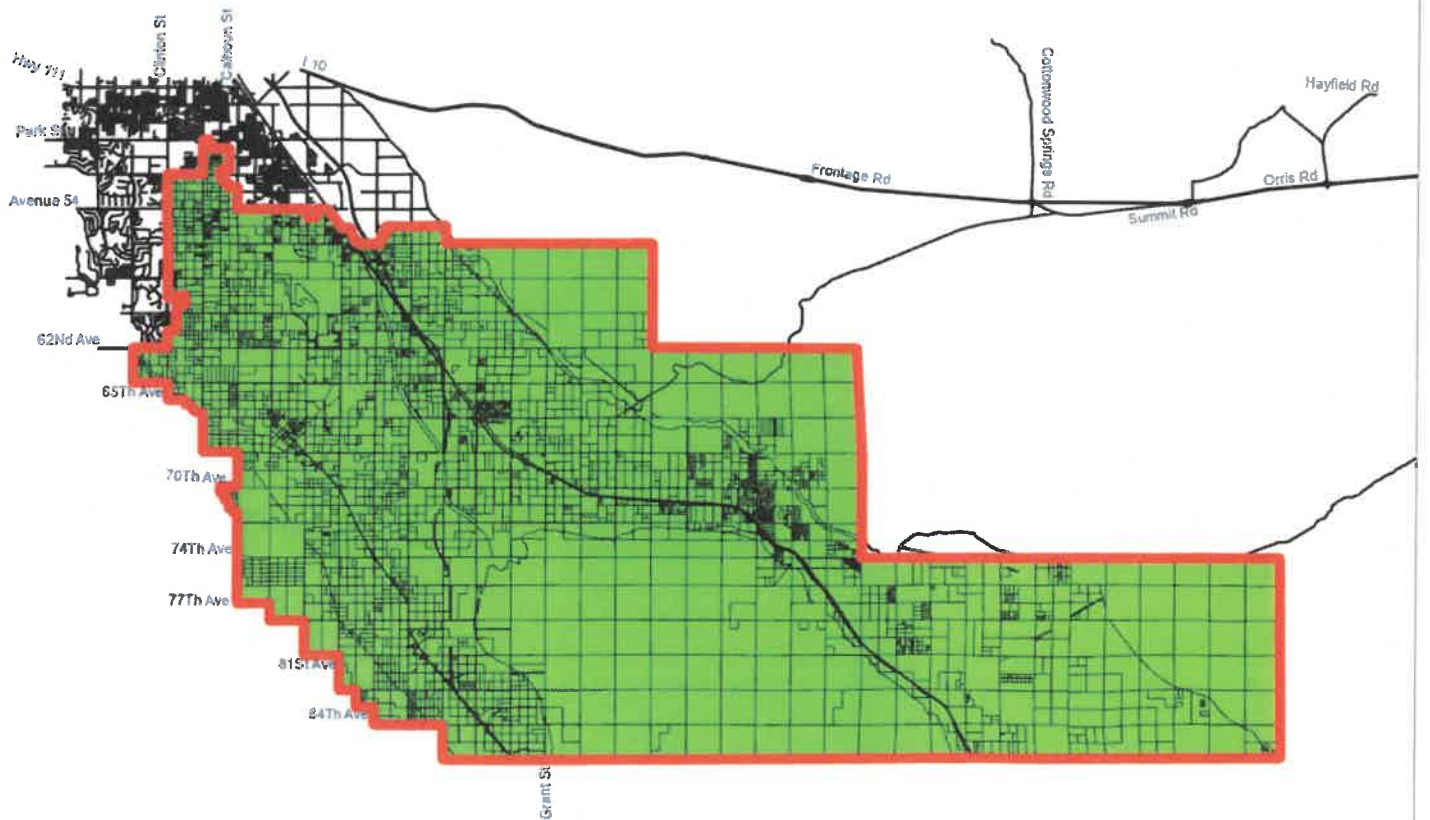 Clinton St
Calhoun St
Hwy 111
I 10
Cottonwood Springs Rd
Hayfield Rd
Park St
Frontage Rd
Orris Rd
Avenue 54
Summit Rd
62Nd Ave
65Th Ave
70Th Ave
74Th Ave
77Th Ave
81St Ave
84Th Ave
Grant St